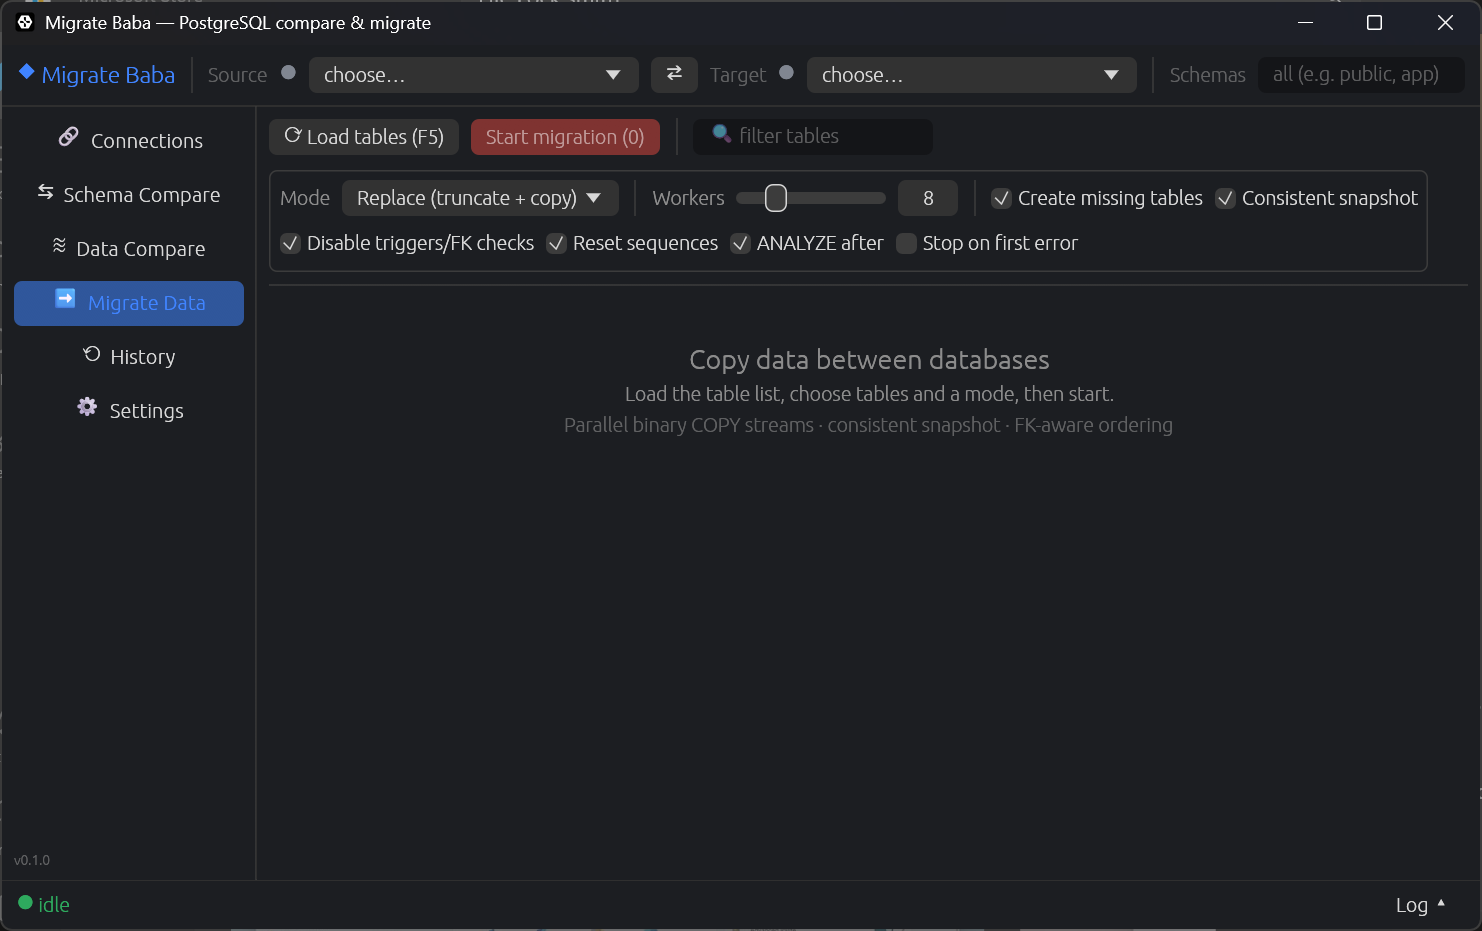 Migrate Baba — PostgreSQL compare & migrate
Migrate Baba Source choose... Target choose... Schemas all (e.g. public, app)
Connections
Schema Compare
Data Compare
Migrate Data
History
Settings
Load tables (F5) Start migration (0) filter tables
Mode Replace (truncate + copy) Workers 8 Create missing tables Consistent snapshot
Disable triggers/FK checks Reset sequences ANALYZE after Stop on first error
Copy data between databases
Load the table list, choose tables and a mode, then start.
Parallel binary COPY streams · consistent snapshot · FK-aware ordering
v0.1.0
idle Log